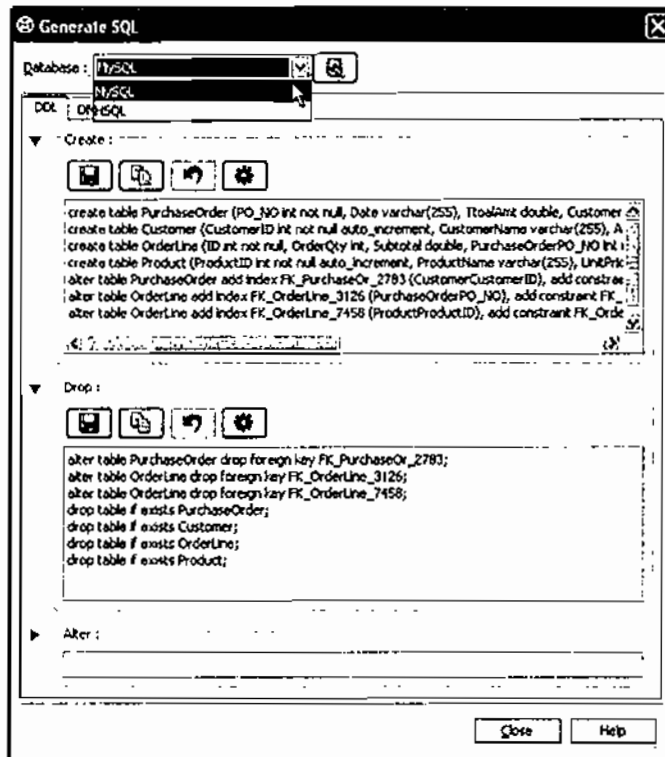 Generate SQL
Database : MySQL
MySQL
DDL
Create :
create table PurchaseOrder (PO_NO int not null, Date varchar(255), TtoalAmt double, Customer
create table Customer (CustomerID int not null auto_increment, CustomerName varchar(255), A
create table OrderLine (ID int not null, OrderQty int, Subtotal double, PurchaseOrderPO_NO int
create table Product (ProductID int not null auto_increment, ProductName varchar(255), UnitPric
alter table PurchaseOrder add index FK_PurchaseOr_2783 (CustomerCustomerID), add constrae
alter table OrderLine add index FK_OrderLine_3126 (PurchaseOrderPO_NO), add constraint FK_
alter table OrderLine add index FK_OrderLine_7458 (ProductProductID), add constraint FK_Orde
Drop :
alter table PurchaseOrder drop foreign key FK_PurchaseOr_2783;
alter table OrderLine drop foreign key FK_OrderLine_3126;
alter table OrderLine drop foreign key FK_OrderLine_7458;
drop table if exists PurchaseOrder;
drop table if exists Customer;
drop table if exists OrderLine;
drop table if exists Product;
Alter :
Close Help